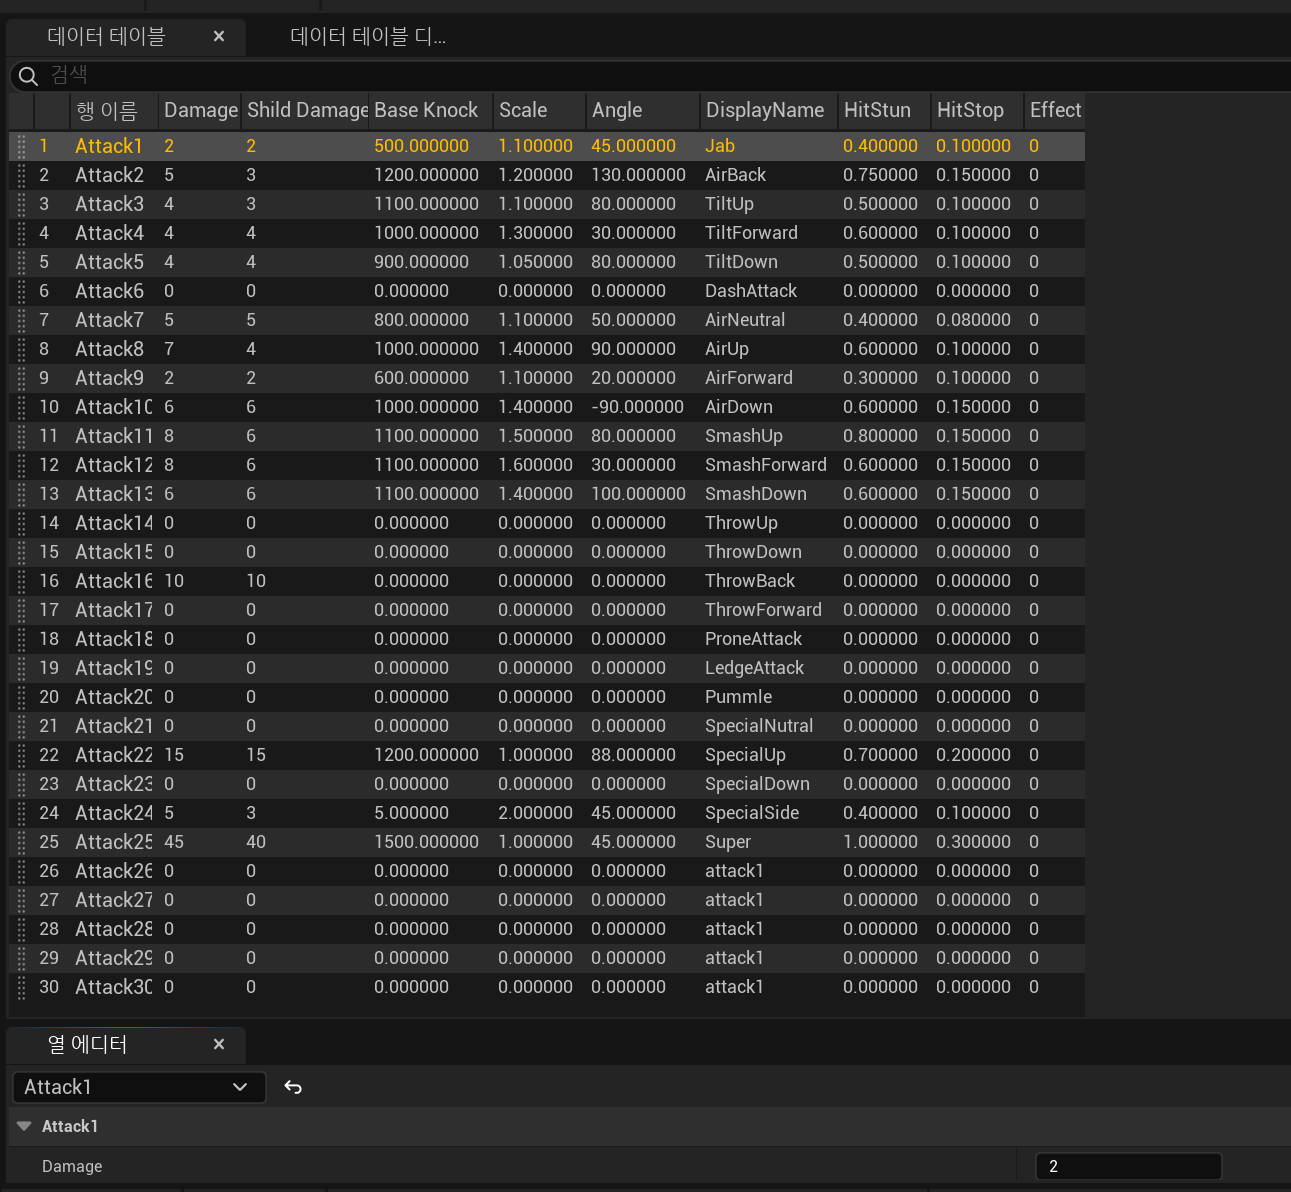 데이터 테이블 데이터 테이블 디...
검색
행 이름 Damage Shild Damage Base Knock Scale Angle DisplayName HitStun HitStop Effect
1 Attack1 2 2 500.000000 1.100000 45.000000 Jab 0.400000 0.100000 0
2 Attack2 5 3 1200.000000 1.200000 130.000000 AirBack 0.750000 0.150000 0
3 Attack3 4 3 1100.000000 1.100000 80.000000 TiltUp 0.500000 0.100000 0
4 Attack4 4 4 1000.000000 1.300000 30.000000 TiltForward 0.600000 0.100000 0
5 Attack5 4 4 900.000000 1.050000 80.000000 TiltDown 0.500000 0.100000 0
6 Attack6 0 0 0.000000 0.000000 0.000000 DashAttack 0.000000 0.000000 0
7 Attack7 5 5 800.000000 1.100000 50.000000 AirNeutral 0.400000 0.080000 0
8 Attack8 7 4 1000.000000 1.400000 90.000000 AirUp 0.600000 0.100000 0
9 Attack9 2 2 600.000000 1.100000 20.000000 AirForward 0.300000 0.100000 0
10 Attack10 6 6 1000.000000 1.400000 -90.000000 AirDown 0.600000 0.150000 0
11 Attack11 8 6 1100.000000 1.500000 80.000000 SmashUp 0.800000 0.150000 0
12 Attack12 8 6 1100.000000 1.600000 30.000000 SmashForward 0.600000 0.150000 0
13 Attack13 6 6 1100.000000 1.400000 100.000000 SmashDown 0.600000 0.150000 0
14 Attack14 0 0 0.000000 0.000000 0.000000 ThrowUp 0.000000 0.000000 0
15 Attack15 0 0 0.000000 0.000000 0.000000 ThrowDown 0.000000 0.000000 0
16 Attack16 10 10 0.000000 0.000000 0.000000 ThrowBack 0.000000 0.000000 0
17 Attack17 0 0 0.000000 0.000000 0.000000 ThrowForward 0.000000 0.000000 0
18 Attack18 0 0 0.000000 0.000000 0.000000 ProneAttack 0.000000 0.000000 0
19 Attack19 0 0 0.000000 0.000000 0.000000 LedgeAttack 0.000000 0.000000 0
20 Attack20 0 0 0.000000 0.000000 0.000000 Pummle 0.000000 0.000000 0
21 Attack21 0 0 0.000000 0.000000 0.000000 SpecialNutral 0.000000 0.000000 0
22 Attack22 15 15 1200.000000 1.000000 88.000000 SpecialUp 0.700000 0.200000 0
23 Attack23 0 0 0.000000 0.000000 0.000000 SpecialDown 0.000000 0.000000 0
24 Attack24 5 3 5.000000 2.000000 45.000000 SpecialSide 0.400000 0.100000 0
25 Attack25 45 40 1500.000000 1.000000 45.000000 Super 1.000000 0.300000 0
26 Attack26 0 0 0.000000 0.000000 0.000000 attack1 0.000000 0.000000 0
27 Attack27 0 0 0.000000 0.000000 0.000000 attack1 0.000000 0.000000 0
28 Attack28 0 0 0.000000 0.000000 0.000000 attack1 0.000000 0.000000 0
29 Attack29 0 0 0.000000 0.000000 0.000000 attack1 0.000000 0.000000 0
30 Attack30 0 0 0.000000 0.000000 0.000000 attack1 0.000000 0.000000 0
열 에디터
Attack1
Attack1
Damage 2